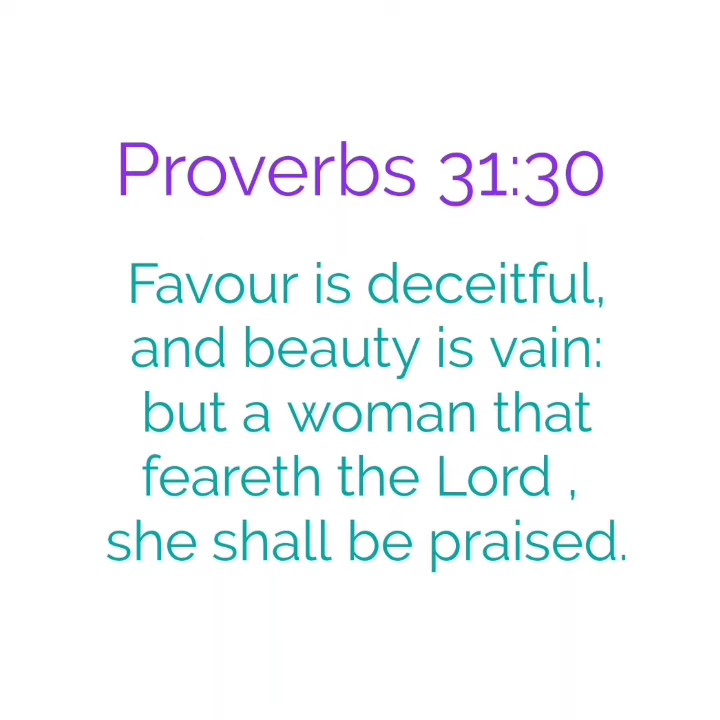 Proverbs 31:30
Favour is deceitful,
and beauty is vain:
but a woman that
feareth the Lord ,
she shall be praised.